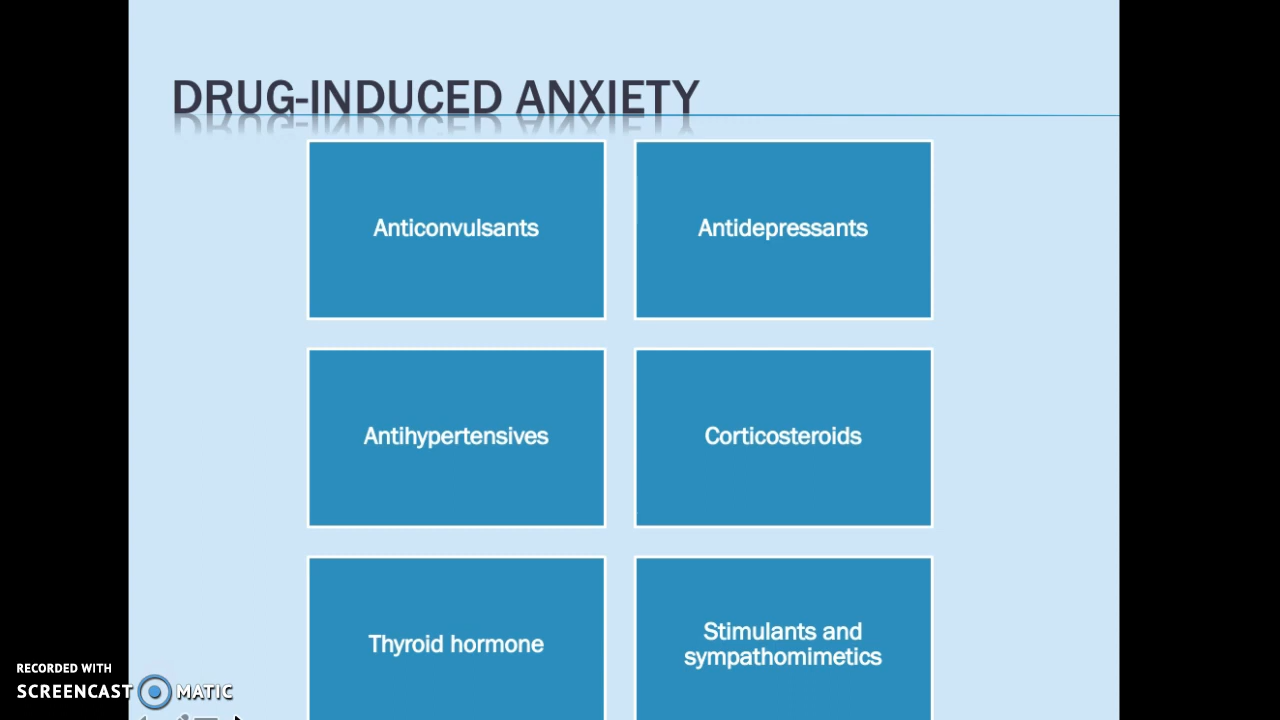 DRUG-INDUCED ANXIETY
Anticonvulsants
Antidepressants
Antihypertensives
Corticosteroids
Thyroid hormone
Stimulants and
sympathomimetics
RECORDED WITH
SCREENCAST MATIC